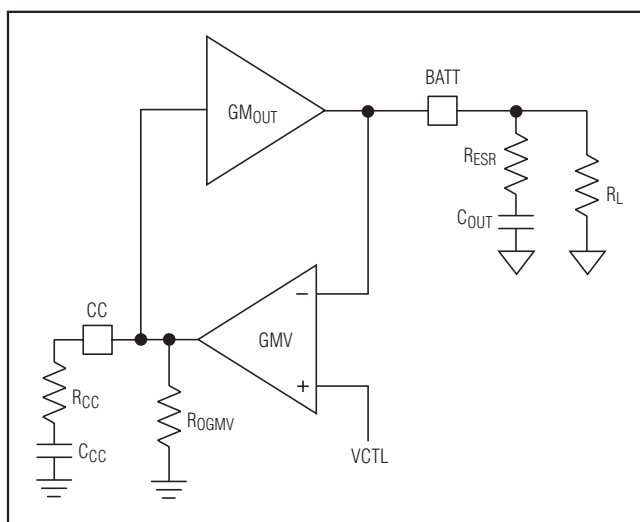 GMOUT
BATT
RESR
COUT
RL
−
GMV
+
CC
RCC
CCC
ROGMV
VCTL